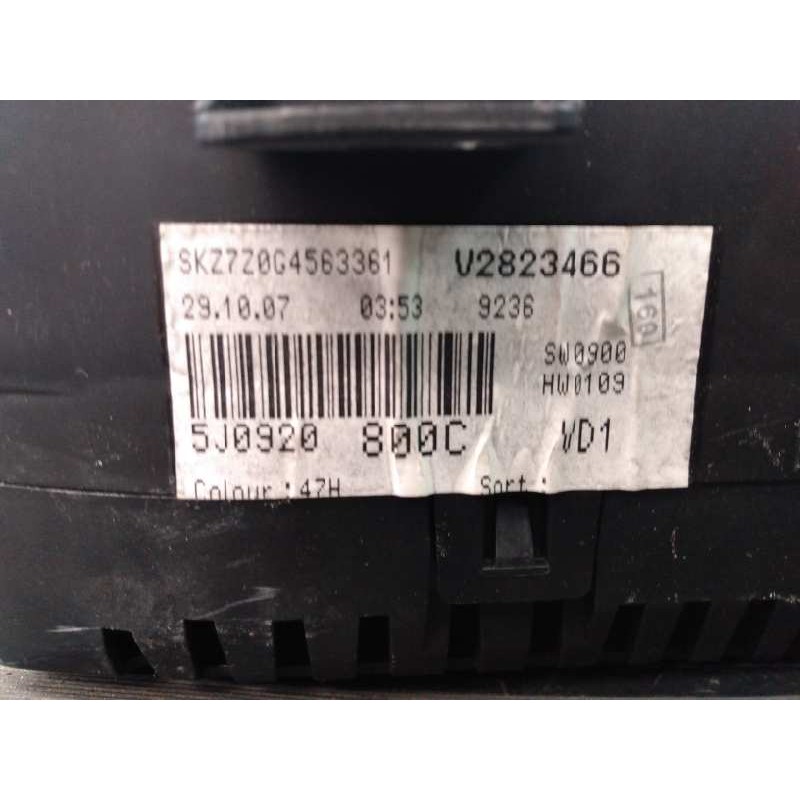 SKZ7Z0G4563361 V2823466
29.10.07 03:53 9236
160
SW0900
HW0109
5J0920 800C VD1
Colour : 47H Sort :